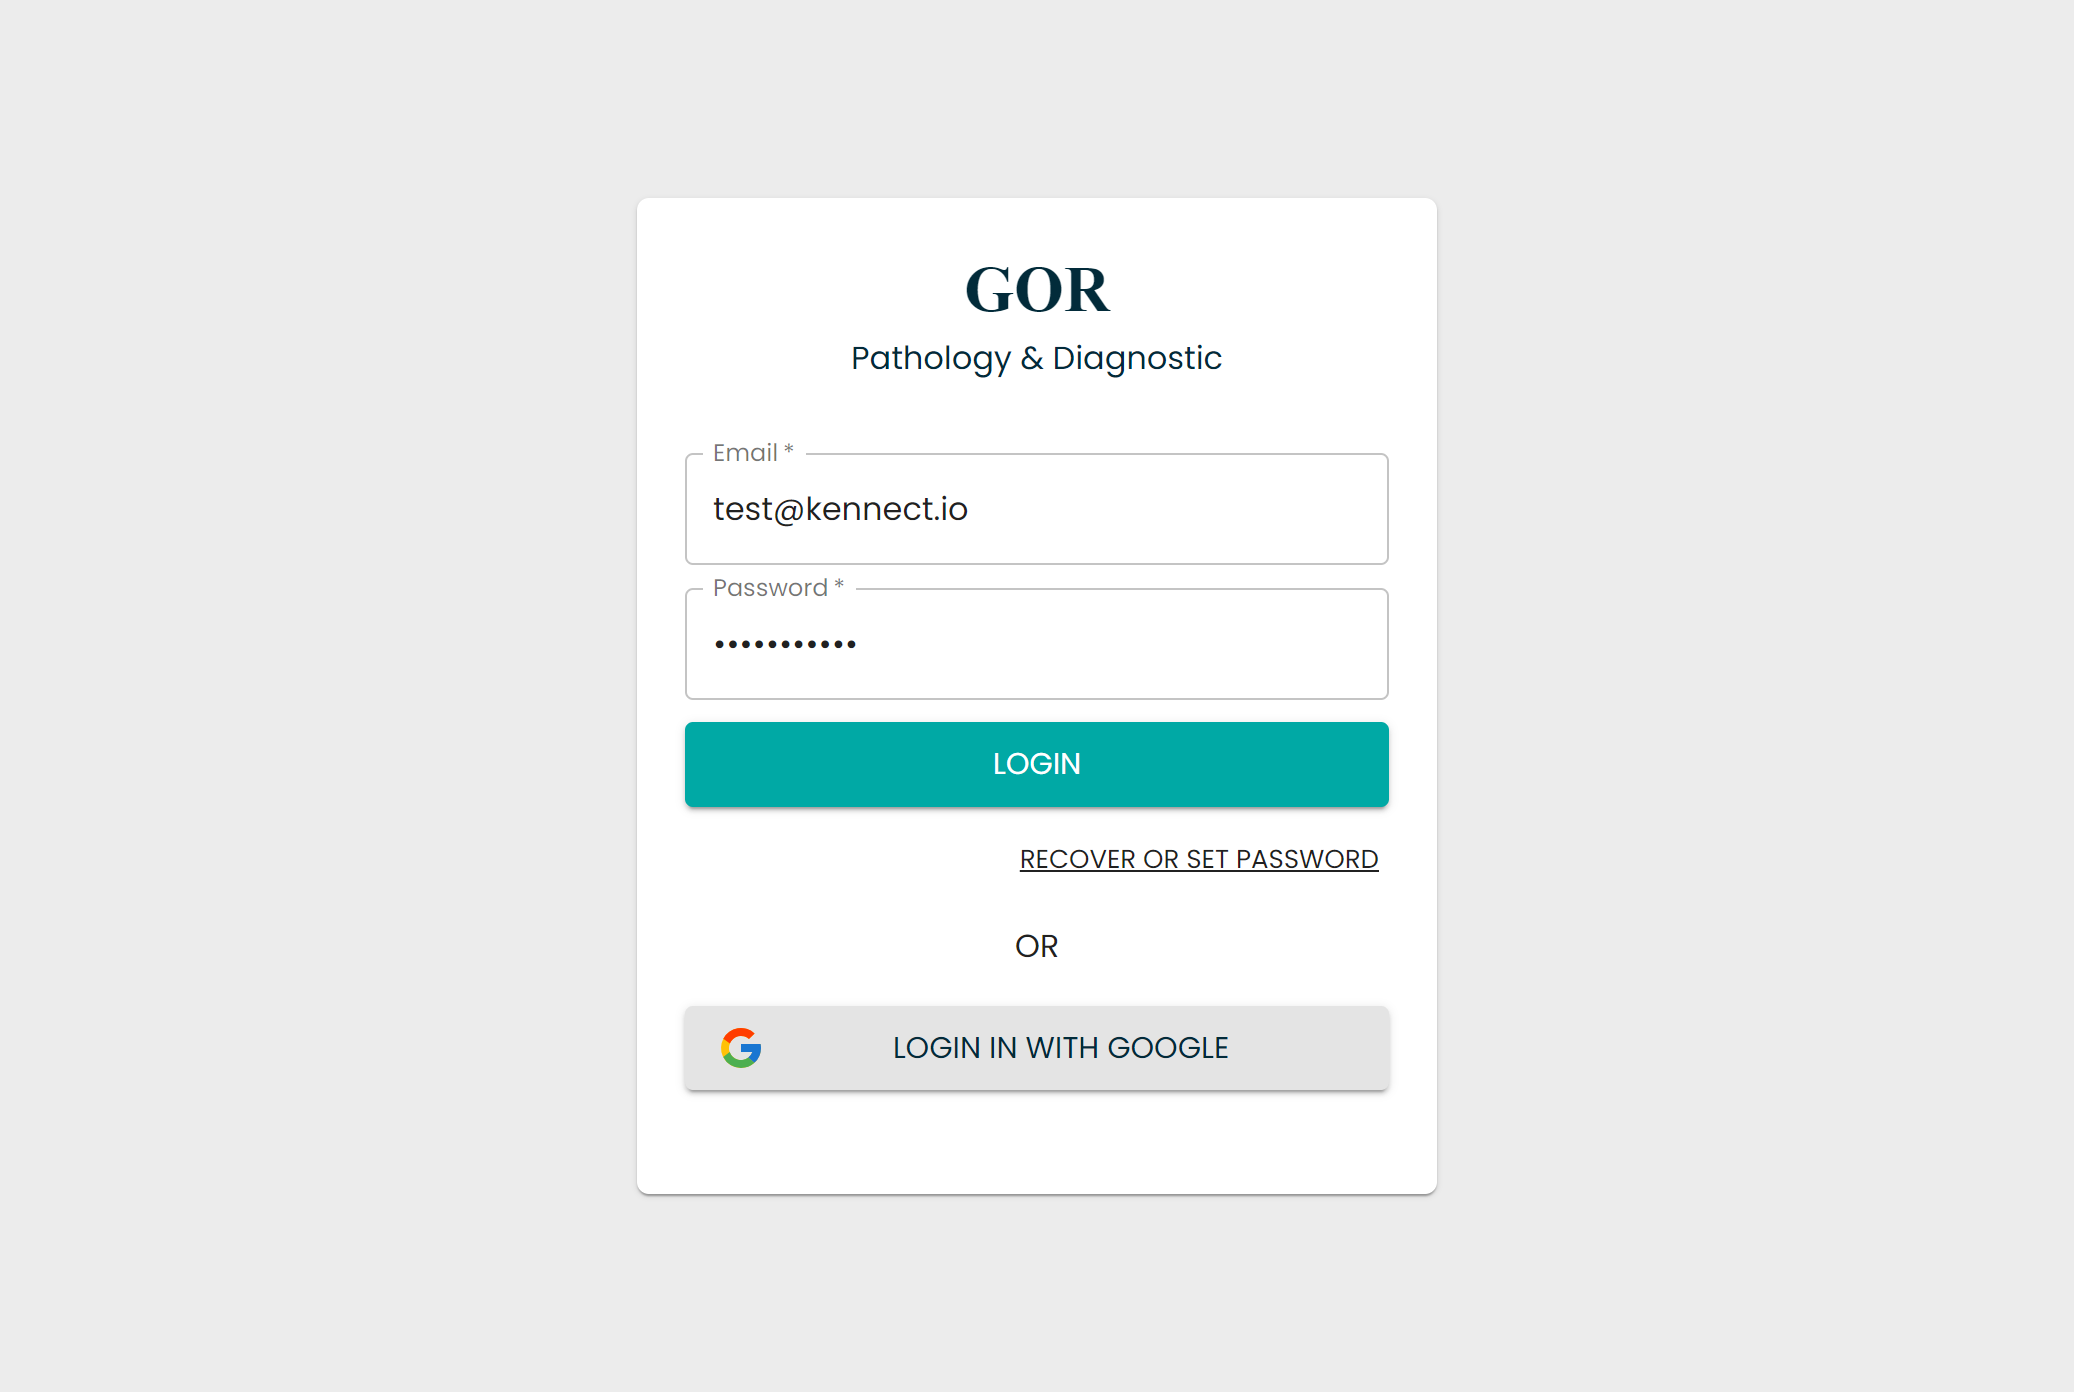 GOR
Pathology & Diagnostic
Email *
test@kennect.io
Password *
•••••••••••
LOGIN
RECOVER OR SET PASSWORD
OR
LOGIN IN WITH GOOGLE